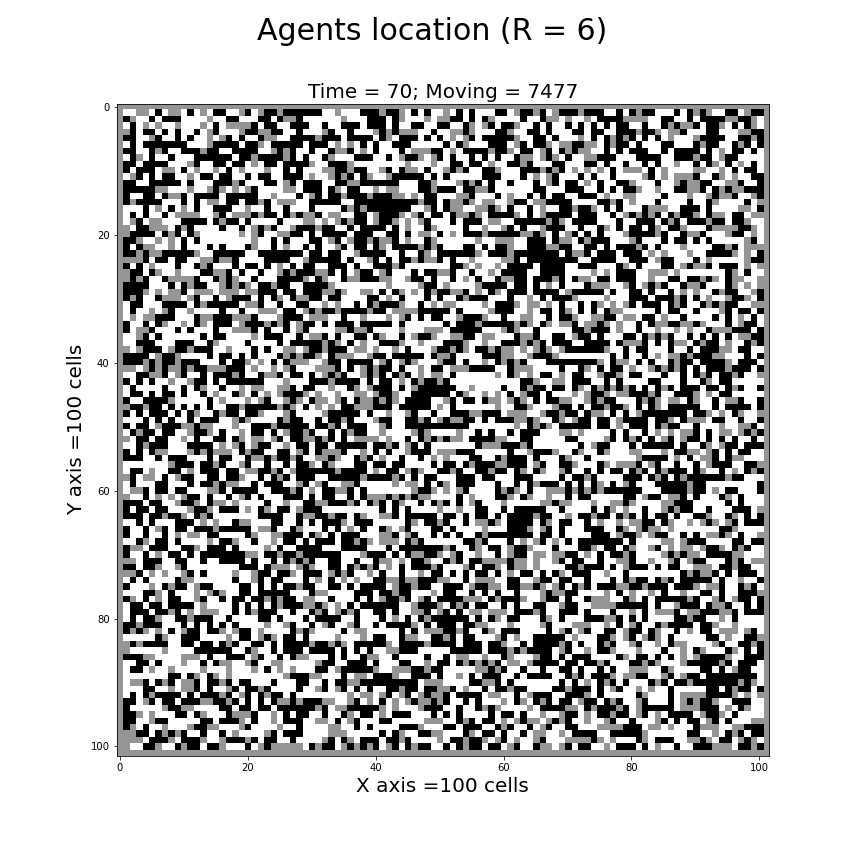 Agents location (R = 6)
Time = 70; Moving = 7477
0
20
40
60
80
100
Y axis =100 cells
0 20 40 60 80 100
X axis =100 cells